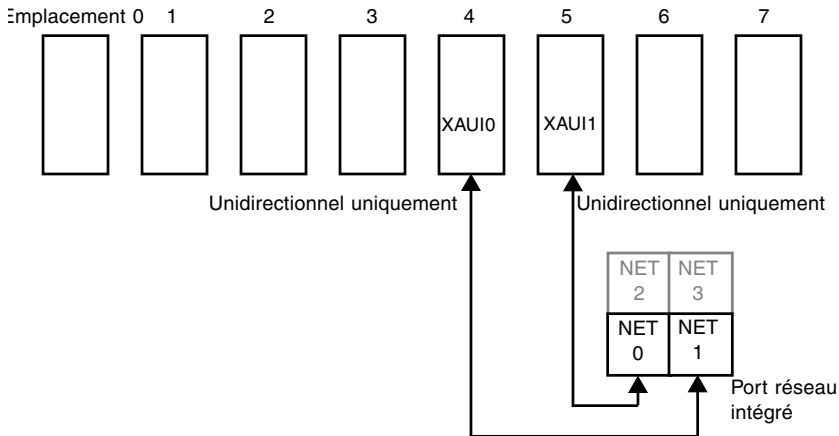 Emplacement 0 1 2 3 4 5 6 7
XAUI0 XAUI1
Unidirectionnel uniquement Unidirectionnel uniquement
NET 2 NET 3
NET 0 NET 1
Port réseau
intégré